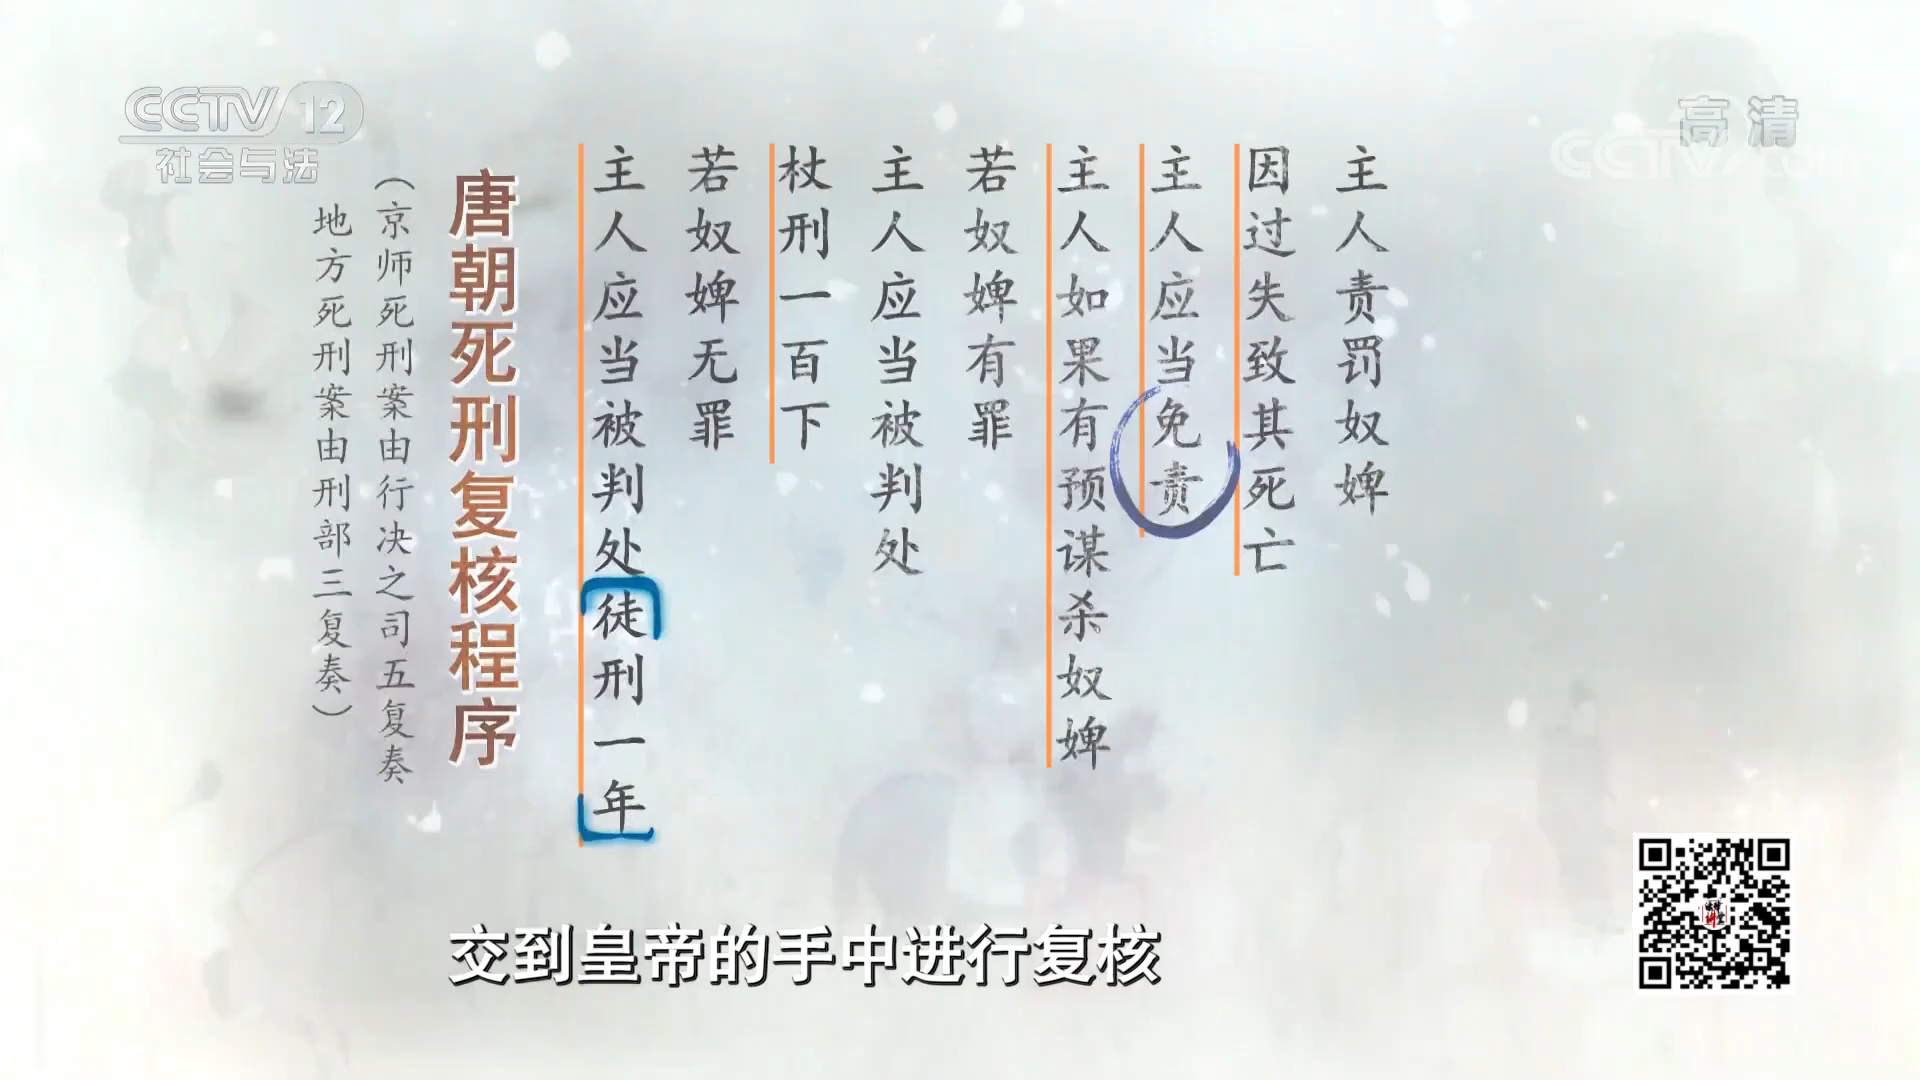 CCTV 12
社会与法
高清
CCTV.com
主人责罚奴婢
因过失致其死亡
主人应当免责
主人如果有预谋杀奴婢
若奴婢有罪
主人应当被判处
杖刑一百下
若奴婢无罪
主人应当被判处徒刑一年
唐朝死刑复核程序
（京师死刑案由行决之司五复奏
地方死刑案由刑部三复奏）
交到皇帝的手中进行复核